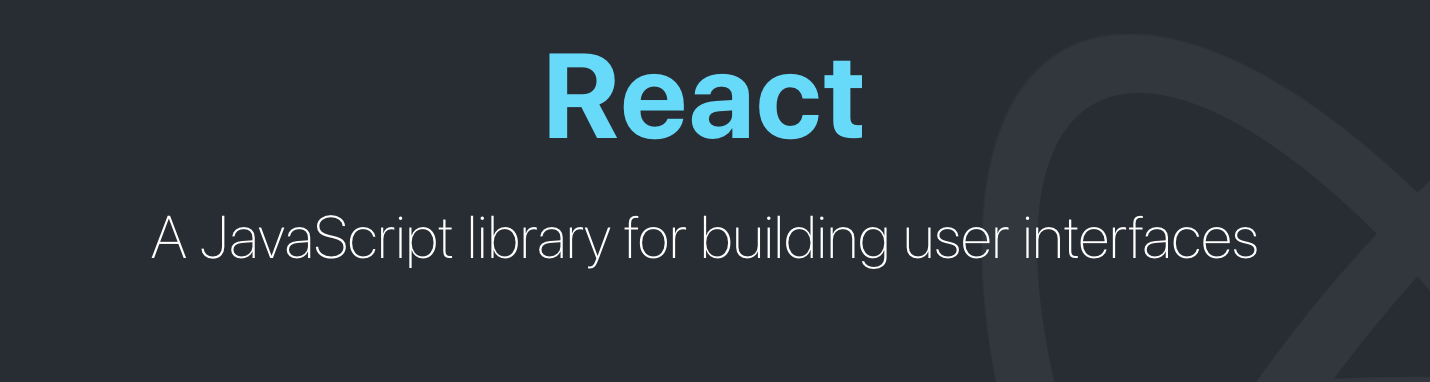 React
A JavaScript library for building user interfaces